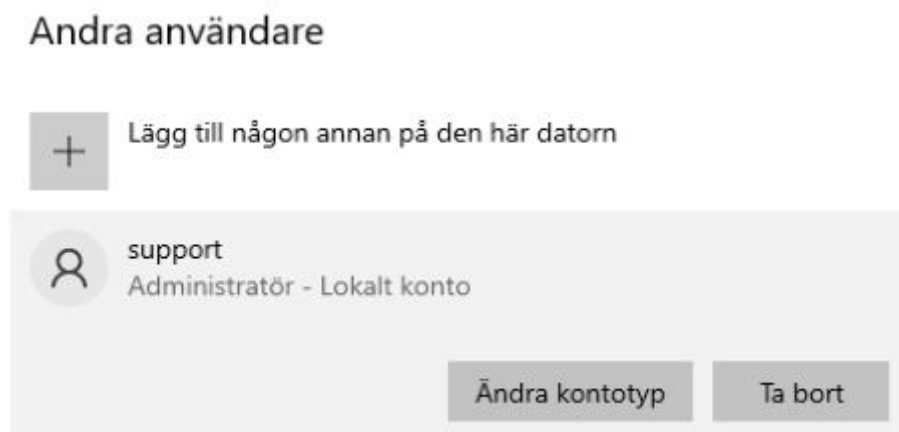 Andra användare
Lägg till någon annan på den här datorn
support
Administratör - Lokalt konto
Ändra kontotyp
Ta bort